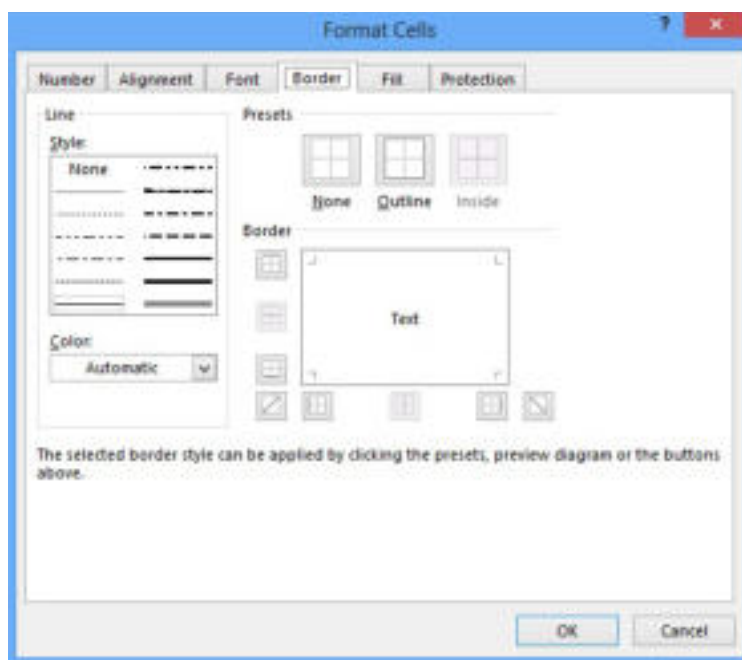 Format Cells
?
Number Alignment Font Border Fill Protection
Line
Presets
Style:
None
None Outline Inside
Border
Text
Color:
Automatic
The selected border style can be applied by clicking the presets, preview diagram or the buttons
above.
OK Cancel